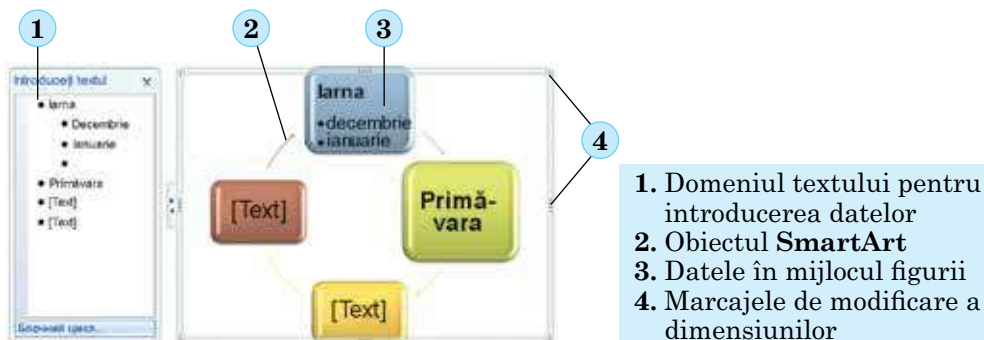 1
2
3
Introduceți textul
×
• Iarna
• Decembrie
• Ianuarie
•
• Primăvara
• [Text]
• [Text]
Блочный цикл...
Iarna
•decembrie
•ianuarie
[Text]
Primă-
vara
[Text]
4
1. Domeniul textului pentru
introducerea datelor
2. Obiectul SmartArt
3. Datele în mijlocul figurii
4. Marcajele de modificare a
dimensiunilor